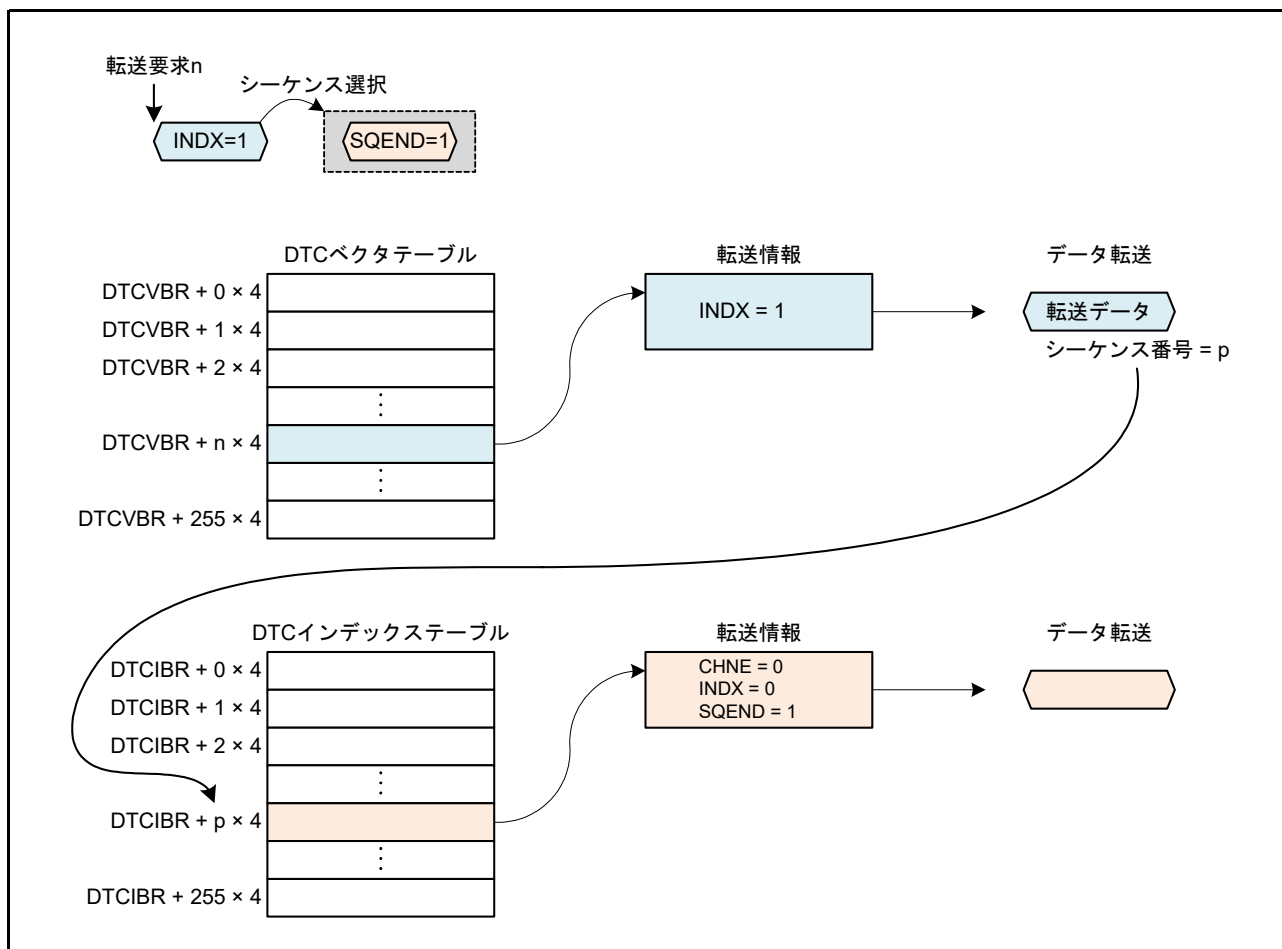 転送要求n
シーケンス選択
INDX=1
SQEND=1
DTCベクタテーブル
転送情報
データ転送
DTCVBR + 0 × 4
DTCVBR + 1 × 4
DTCVBR + 2 × 4
⋮
DTCVBR + n × 4
⋮
DTCVBR + 255 × 4
INDX = 1
転送データ
シーケンス番号 = p
DTCインデックステーブル
転送情報
データ転送
DTCIBR + 0 × 4
DTCIBR + 1 × 4
DTCIBR + 2 × 4
⋮
DTCIBR + p × 4
⋮
DTCIBR + 255 × 4
CHNE = 0
INDX = 0
SQEND = 1